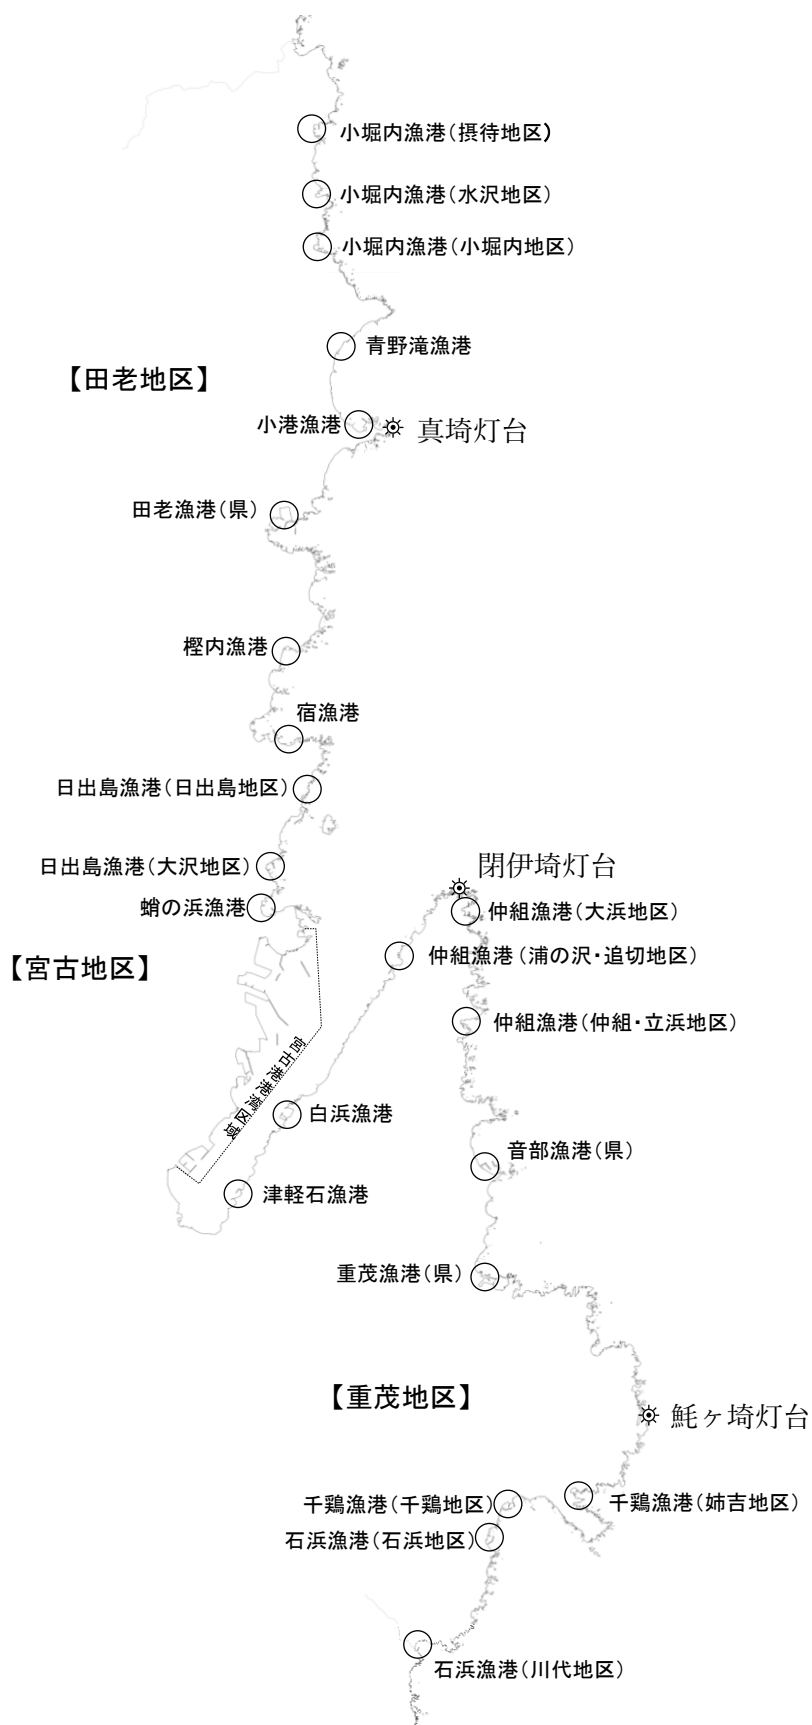 小堀内漁港(摂待地区)
小堀内漁港(水沢地区)
小堀内漁港(小堀内地区)
青野滝漁港
【田老地区】
小港漁港
真埼灯台
田老漁港(県)
樫内漁港
宿漁港
日出島漁港(日出島地区)
日出島漁港(大沢地区)
閉伊埼灯台
蛸の浜漁港
仲組漁港(大浜地区)
仲組漁港(浦の沢・追切地区)
【宮古地区】
仲組漁港(仲組・立浜地区)
宮古港港湾区域
白浜漁港
音部漁港(県)
津軽石漁港
重茂漁港(県)
【重茂地区】
魹ヶ埼灯台
千鶏漁港(千鶏地区)
千鶏漁港(姉吉地区)
石浜漁港(石浜地区)
石浜漁港(川代地区)